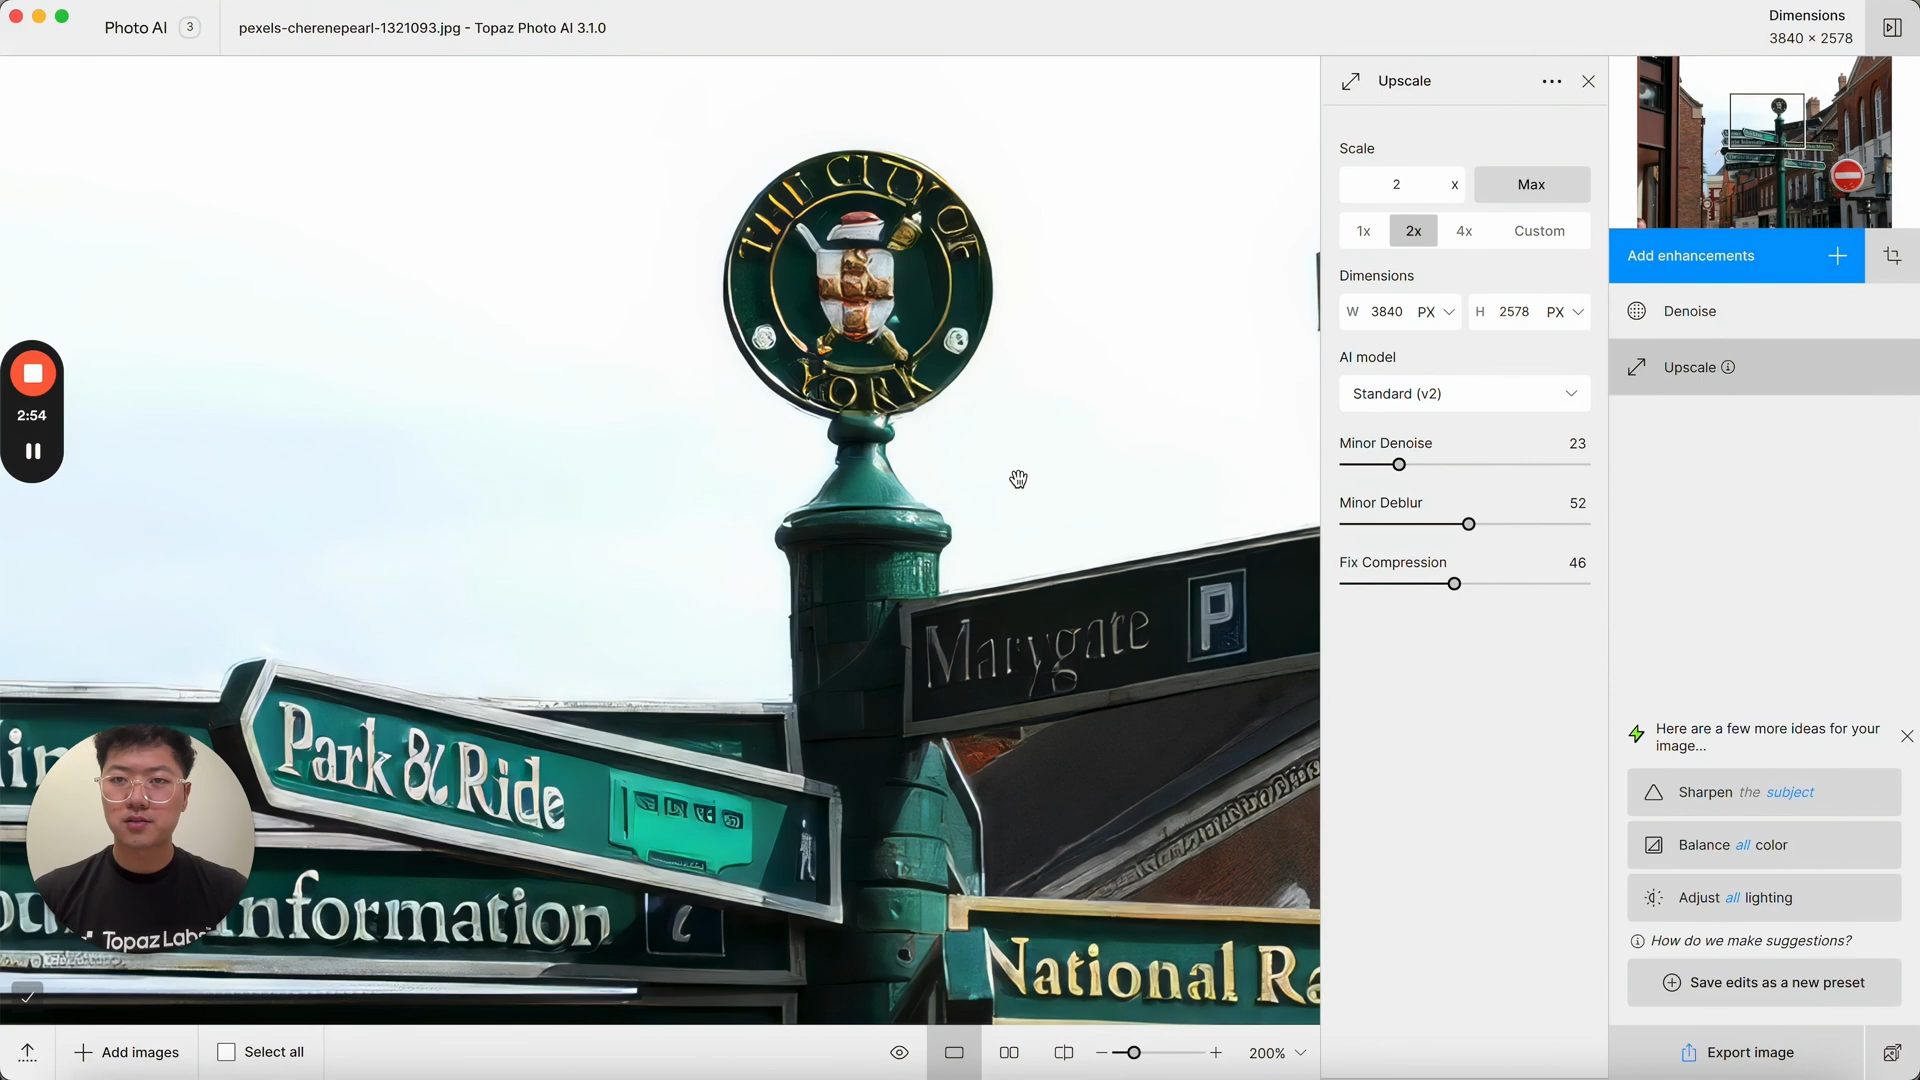 Photo AI 3
pexels-cherenepearl-1321093.jpg - Topaz Photo AI 3.1.0
Dimensions
3840 × 2578
Upscale
Scale
2 x Max
1x 2x 4x Custom
Dimensions
W 3840 PX H 2578 PX
AI model
Standard (v2)
Minor Denoise 23
Minor Deblur 52
Fix Compression 46
Add enhancements
Denoise
Upscale
Here are a few more ideas for your
image...
Sharpen the subject
Balance all color
Adjust all lighting
How do we make suggestions?
Save edits as a new preset
Export image
CITY OF
YORK
Marygate P
Park & Ride
Information i
National
2:54
Topaz Labs
Add images
Select all
200%